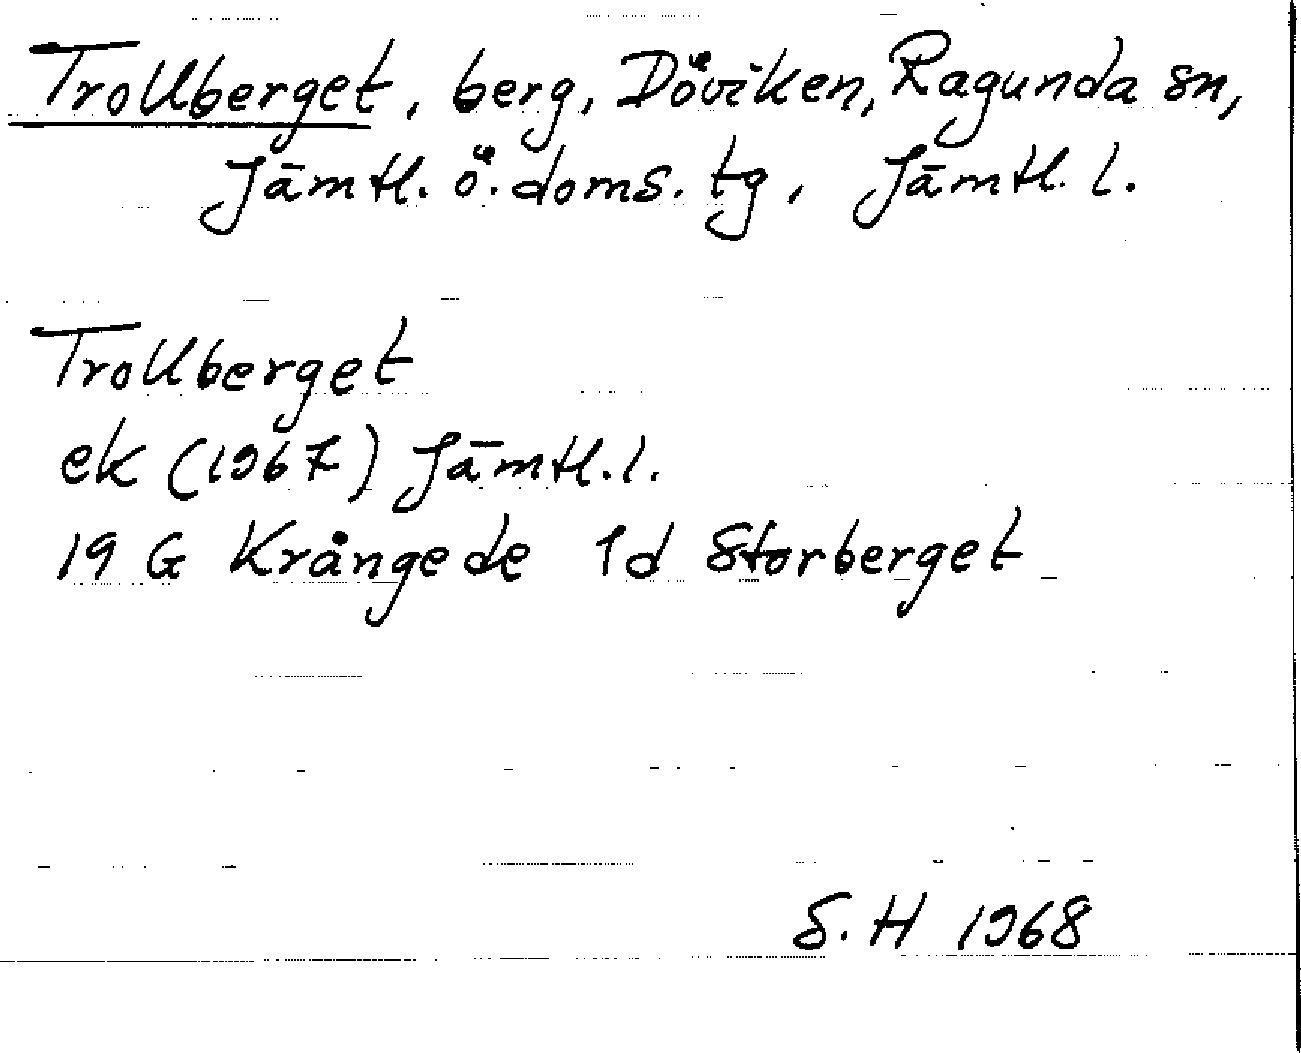 Trollberget, berg, Döviken, Ragunda sn,
Jämtl. ö. doms. tg, Jämtl. l.
Trollberget
ek (1967) Jämtl. l.
19 G Krångede 1d Storberget
S. H 1968